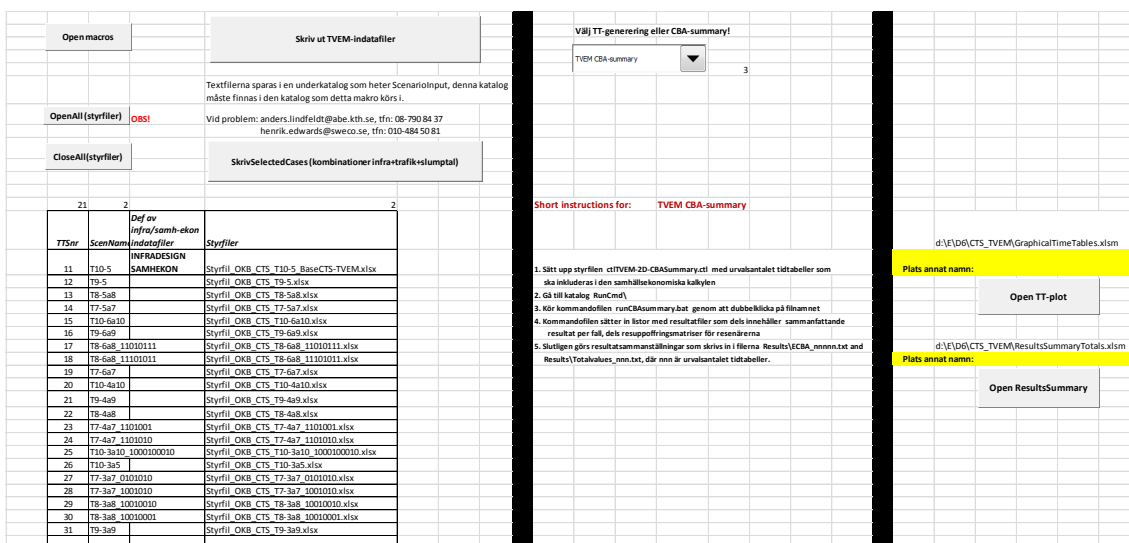 Open macros
Skriv ut TVEM-indatafiler
Textfilerna sparas i en underkatalog som heter ScenarioInput, denna katalog
måste finnas i den katalog som detta makro körs i.
OpenAll (styrfiler)
OBS!
Vid problem: anders.lindfeldt@abe.kth.se, tfn: 08-790 84 37
henrik.edwards@sweco.se, tfn: 010-484 50 81
CloseAll(styrfiler)
SkrivSelectedCases (kombinationer infra+trafik+slumptal)
21 2 2
TTSnr ScenName Def av
infra/samh-ekon
indatafiler Styrfiler
11 T10-5 INFRADESIGN
SAMHEKON Styrfil_OKB_CTS_T10-5_BaseCTS-TVEM.xlsx
12 T9-5 Styrfil_OKB_CTS_T9-5.xlsx
13 T8-5a8 Styrfil_OKB_CTS_T8-5a8.xlsx
14 T7-5a7 Styrfil_OKB_CTS_T7-5a7.xlsx
15 T10-6a10 Styrfil_OKB_CTS_T10-6a10.xlsx
16 T9-6a9 Styrfil_OKB_CTS_T9-6a9.xlsx
17 T8-6a8_11010111 Styrfil_OKB_CTS_T8-6a8_11010111.xlsx
18 T8-6a8_11101011 Styrfil_OKB_CTS_T8-6a8_11101011.xlsx
19 T7-6a7 Styrfil_OKB_CTS_T7-6a7.xlsx
20 T10-4a10 Styrfil_OKB_CTS_T10-4a10.xlsx
21 T9-4a9 Styrfil_OKB_CTS_T9-4a9.xlsx
22 T8-4a8 Styrfil_OKB_CTS_T8-4a8.xlsx
23 T7-4a7_1101001 Styrfil_OKB_CTS_T7-4a7_1101001.xlsx
24 T7-4a7_1101010 Styrfil_OKB_CTS_T7-4a7_1101010.xlsx
25 T10-3a10_1000100010 Styrfil_OKB_CTS_T10-3a10_1000100010.xlsx
26 T10-3a5 Styrfil_OKB_CTS_T10-3a5.xlsx
27 T7-3a7_0101010 Styrfil_OKB_CTS_T7-3a7_0101010.xlsx
28 T7-3a7_1001010 Styrfil_OKB_CTS_T7-3a7_1001010.xlsx
29 T8-3a8_10010010 Styrfil_OKB_CTS_T8-3a8_10010010.xlsx
30 T8-3a8_10010001 Styrfil_OKB_CTS_T8-3a8_10010001.xlsx
31 T9-3a9 Styrfil_OKB_CTS_T9-3a9.xlsx
Välj TT-generering eller CBA-summary!
TVEM CBA-summary
3
Short instructions for: TVEM CBA-summary
1. Sätt upp styrfilen ctlTVEM-2D-CBASummary.ctl med urvalsantalet tidtabeller som
ska inkluderas i den samhällsekonomiska kalkylen
2. Gå till katalog RunCmd\
3. Kör kommandofilen runCBAsummary.bat genom att dubbelklicka på filnamnet
4. Kommandofilen sätter in listor med resultatfiler som dels innehåller sammanfattande
resultat per fall, dels resuppoffringsmatriser för resenärerna
5. Slutligen görs resultatsammanställningar som skrivs in i filerna Results\ECBA_nnnnn.txt and
Results\Totalvalues_nnn.txt, där nnn är urvalsantalet tidtabeller.
d:\E\D6\CTS_TVEM\GraphicalTimeTables.xlsm
Plats annat namn:
Open TT-plot
d:\E\D6\CTS_TVEM\ResultsSummaryTotals.xlsm
Plats annat namn:
Open ResultsSummary